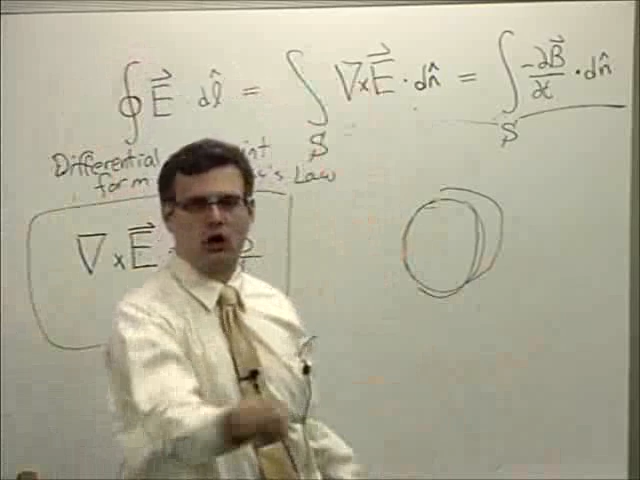 ∮ E⃗ · dl̂ = ∫ ∇×E⃗ · dn̂ = ∫ -∂B⃗/∂t · dn̂
S S
Differential
form Law
∇ × E⃗